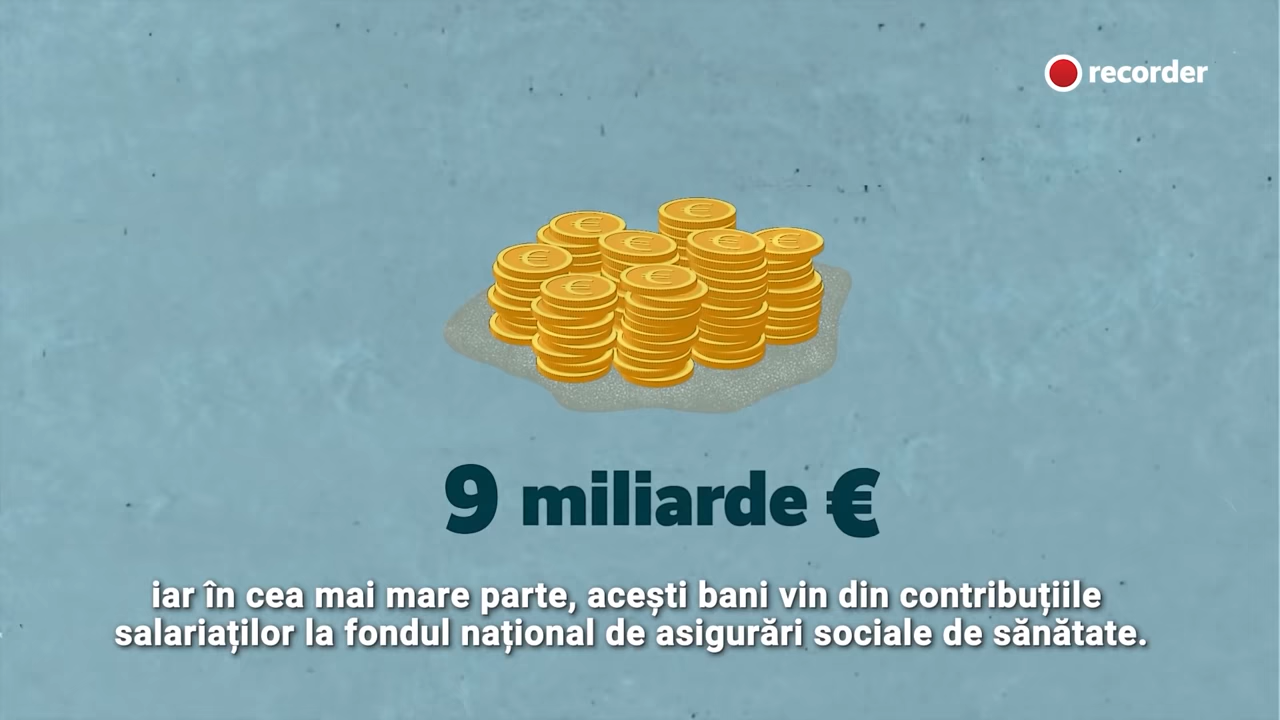 recorder
9 miliarde €
iar în cea mai mare parte, acești bani vin din contribuțiile
salariaților la fondul național de asigurări sociale de sănătate.